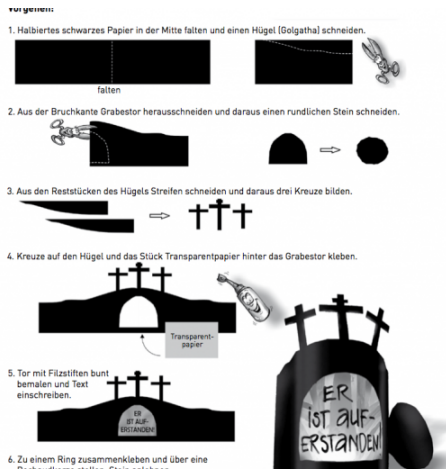 Vorgehen:
1. Halbiertes schwarzes Papier in der Mitte falten und einen Hügel (Golgatha) schneiden.
falten
2. Aus der Bruchkante Grabestor herausschneiden und daraus einen rundlichen Stein schneiden.
3. Aus den Reststücken des Hügels Streifen schneiden und daraus drei Kreuze bilden.
4. Kreuze auf den Hügel und das Stück Transparentpapier hinter das Grabestor kleben.
Transparent-
papier
5. Tor mit Filzstiften bunt
bemalen und Text
einschreiben.
ER
IST AUF-
ERSTANDEN!
ER
iST aUF-
ERSTANDEN!
6. Zu einem Ring zusammenkleben und über eine